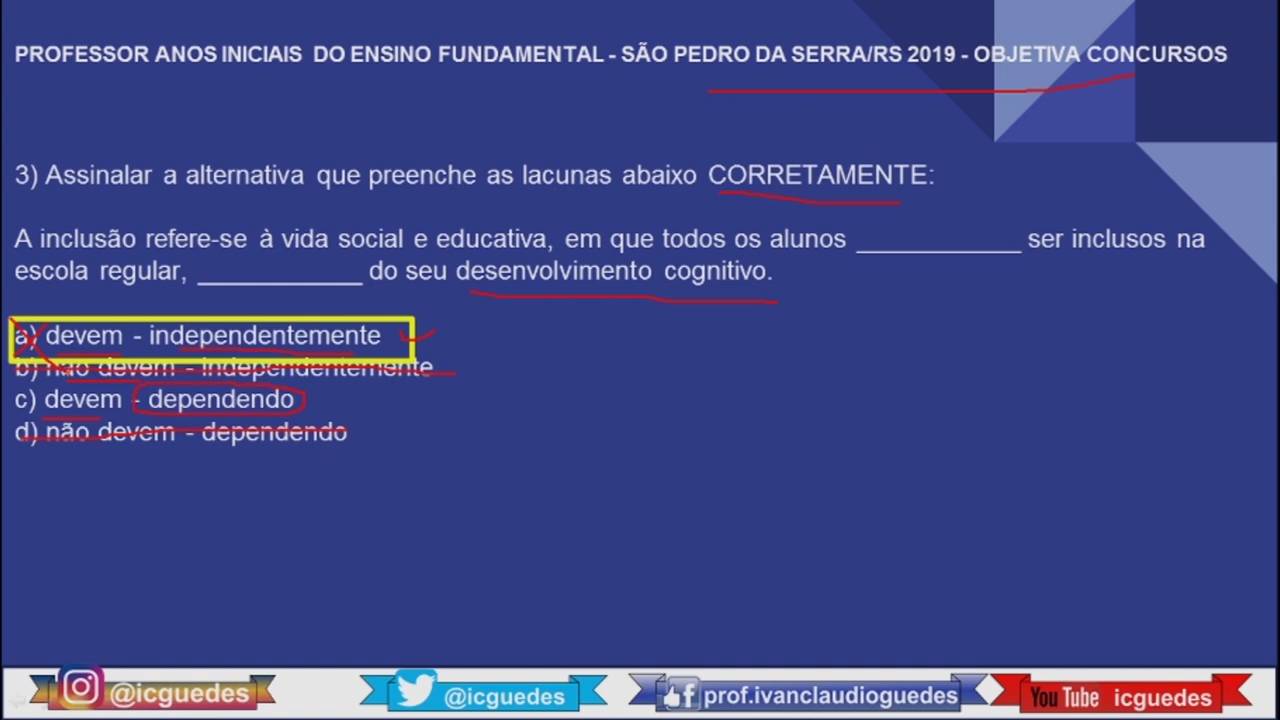 PROFESSOR ANOS INICIAIS DO ENSINO FUNDAMENTAL - SÃO PEDRO DA SERRA/RS 2019 - OBJETIVA CONCURSOS
3) Assinalar a alternativa que preenche as lacunas abaixo CORRETAMENTE:
A inclusão refere-se à vida social e educativa, em que todos os alunos ____________ ser inclusos na
escola regular, ____________ do seu desenvolvimento cognitivo.
a) devem - independentemente
b) não devem - independentemente
c) devem - dependendo
d) não devem - dependendo
@icguedes @icguedes prof.ivanclaudioguedes You Tube icguedes